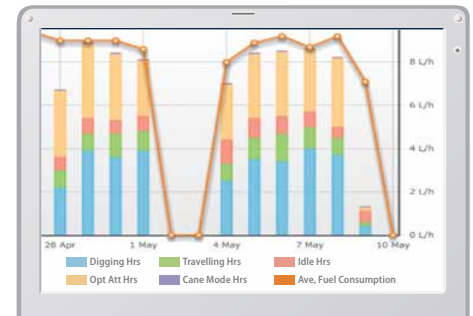 8 L/h
6 L/h
4 L/h
2 L/h
0 L/h
28 Apr 1 May 4 May 7 May 10 May
Digging Hrs Travelling Hrs Idle Hrs
Opt Att Hrs Cane Mode Hrs Ave, Fuel Consumption